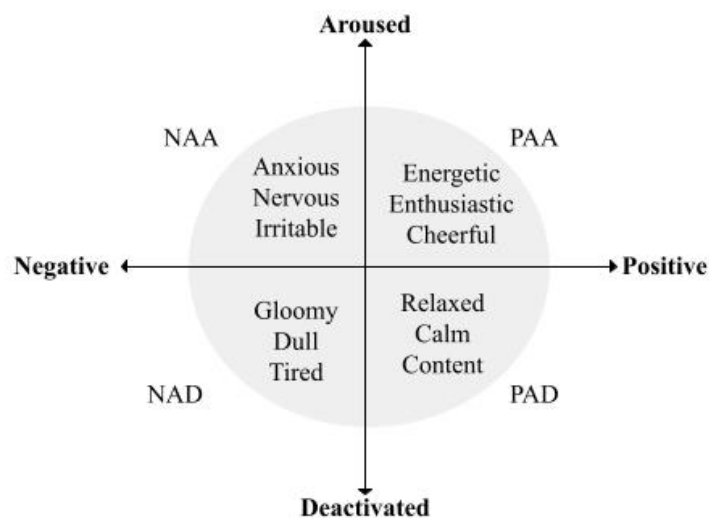 Aroused
NAA
PAA
Anxious
Nervous
Irritable
Energetic
Enthusiastic
Cheerful
Negative
Positive
Gloomy
Dull
Tired
Relaxed
Calm
Content
NAD
PAD
Deactivated